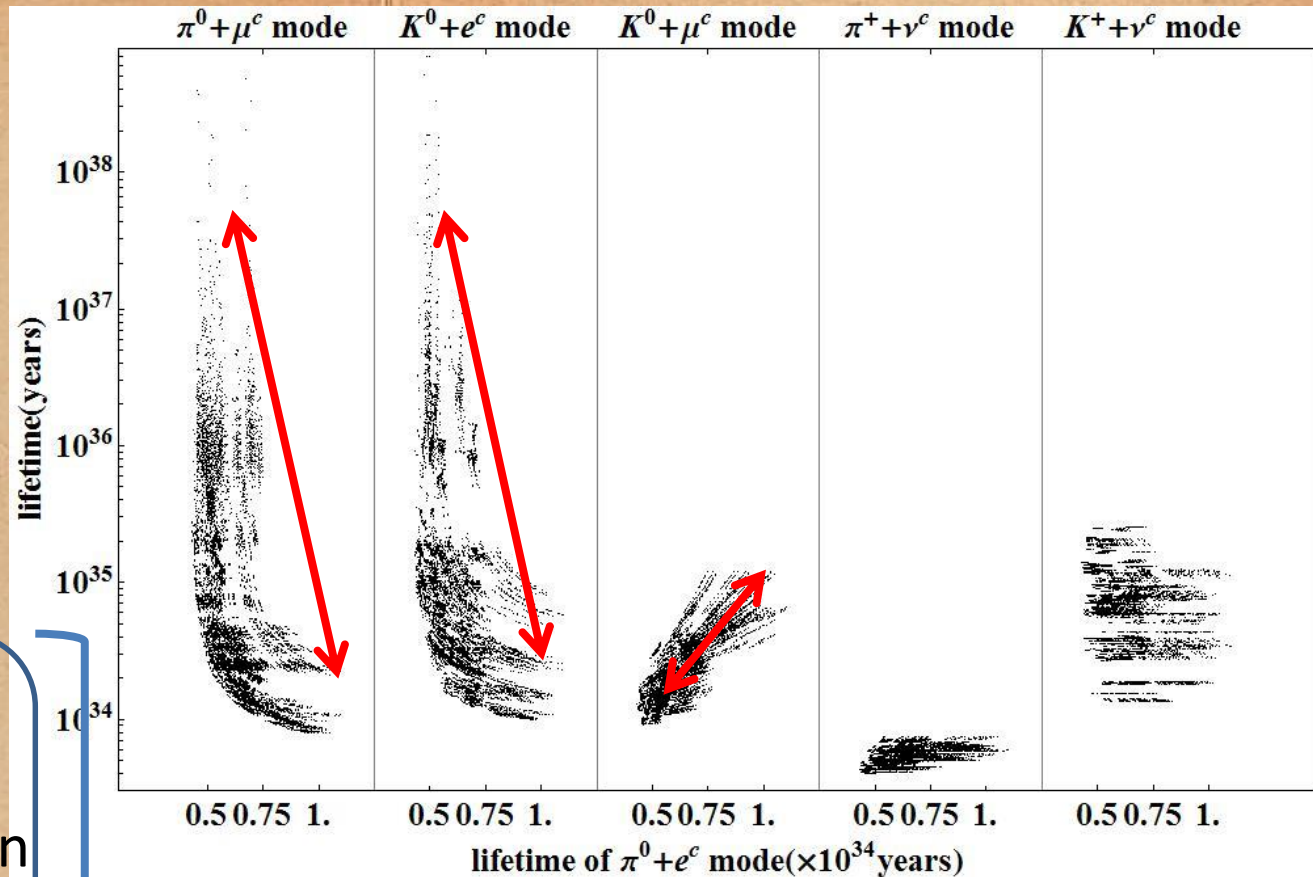 π⁰+μᶜ mode K⁰+eᶜ mode K⁰+μᶜ mode π⁺+νᶜ mode K⁺+νᶜ mode
10³⁸
10³⁷
10³⁶
10³⁵
10³⁴
lifetime(years)
0.5 0.75 1. 0.5 0.75 1. 0.5 0.75 1. 0.5 0.75 1. 0.5 0.75 1.
lifetime of π⁰+eᶜ mode(×10³⁴years)
n